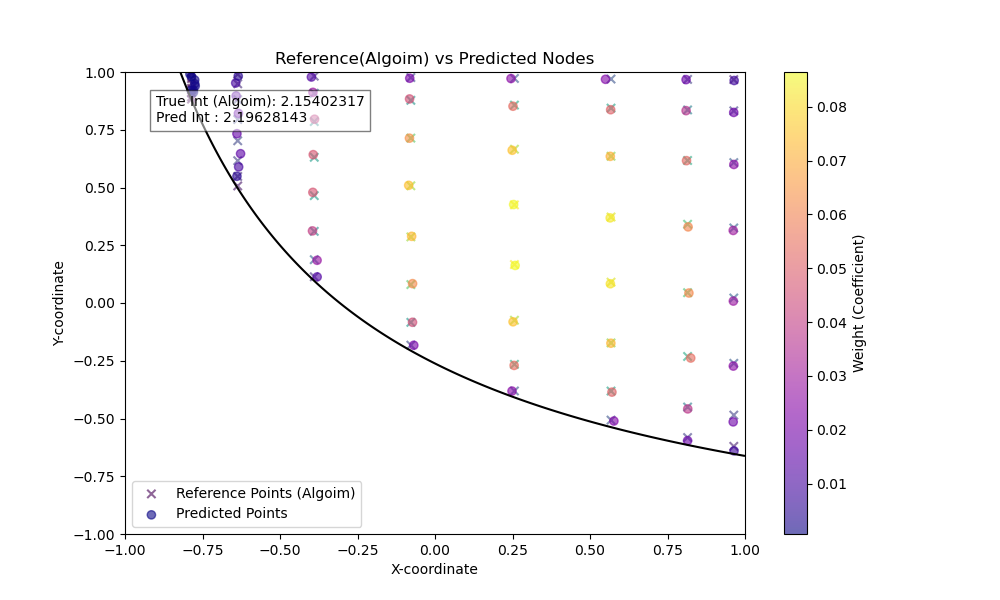 Reference(Algoim) vs Predicted Nodes
True Int (Algoim): 2.15402317
Pred Int : 2.19628143
1.00
0.75
0.50
0.25
0.00
−0.25
−0.50
−0.75
−1.00
Y-coordinate
Reference Points (Algoim)
Predicted Points
−1.00 −0.75 −0.50 −0.25 0.00 0.25 0.50 0.75 1.00
X-coordinate
0.08
0.07
0.06
0.05
0.04
0.03
0.02
0.01
Weight (Coefficient)